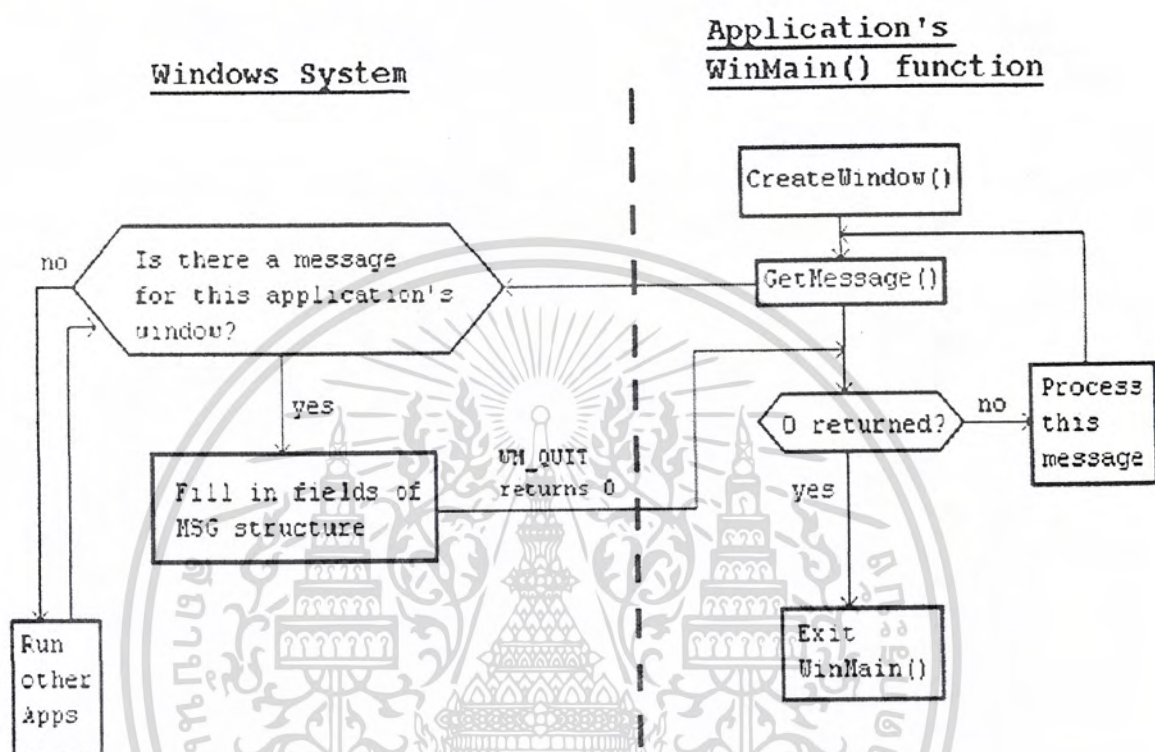 Windows System
Application's
WinMain() function
CreateWindow()
GetMessage()
Is there a message
for this application's
window?
no
yes
Fill in fields of
MSG structure
WM_QUIT
returns 0
0 returned?
no
yes
Process
this
message
Exit
WinMain()
Run
other
Apps